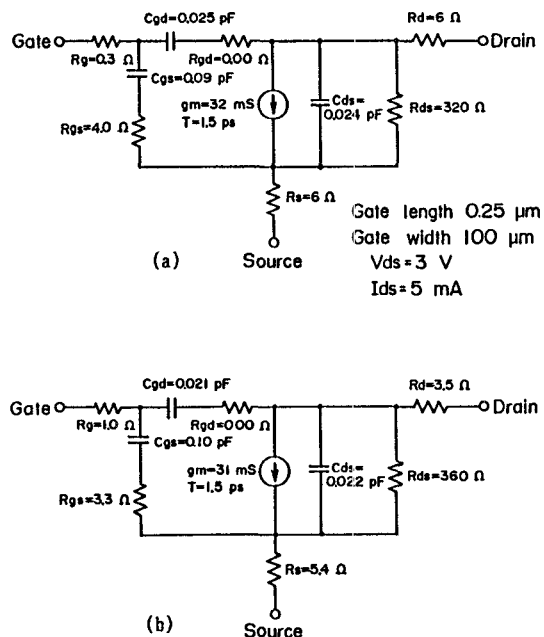 Cgd=0.025 pF
Rd=6 Ω
Gate
Drain
Rg=0.3 Ω
Rgd=0.00 Ω
Cgs=0.09 pF
gm=32 mS
T=1.5 ps
Cds=
0.024 pF
Rds=320 Ω
Rgs=4.0 Ω
Rs=6 Ω
Source
(a)
Gate length 0.25 μm
Gate width 100 μm
Vds=3 V
Ids=5 mA
Cgd=0.021 pF
Rd=3.5 Ω
Gate
Drain
Rg=1.0 Ω
Rgd=0.00 Ω
Cgs=0.10 pF
gm=31 mS
T=1.5 ps
Cds=
0.022 pF
Rds=360 Ω
Rgs=3.3 Ω
Rs=5.4 Ω
Source
(b)